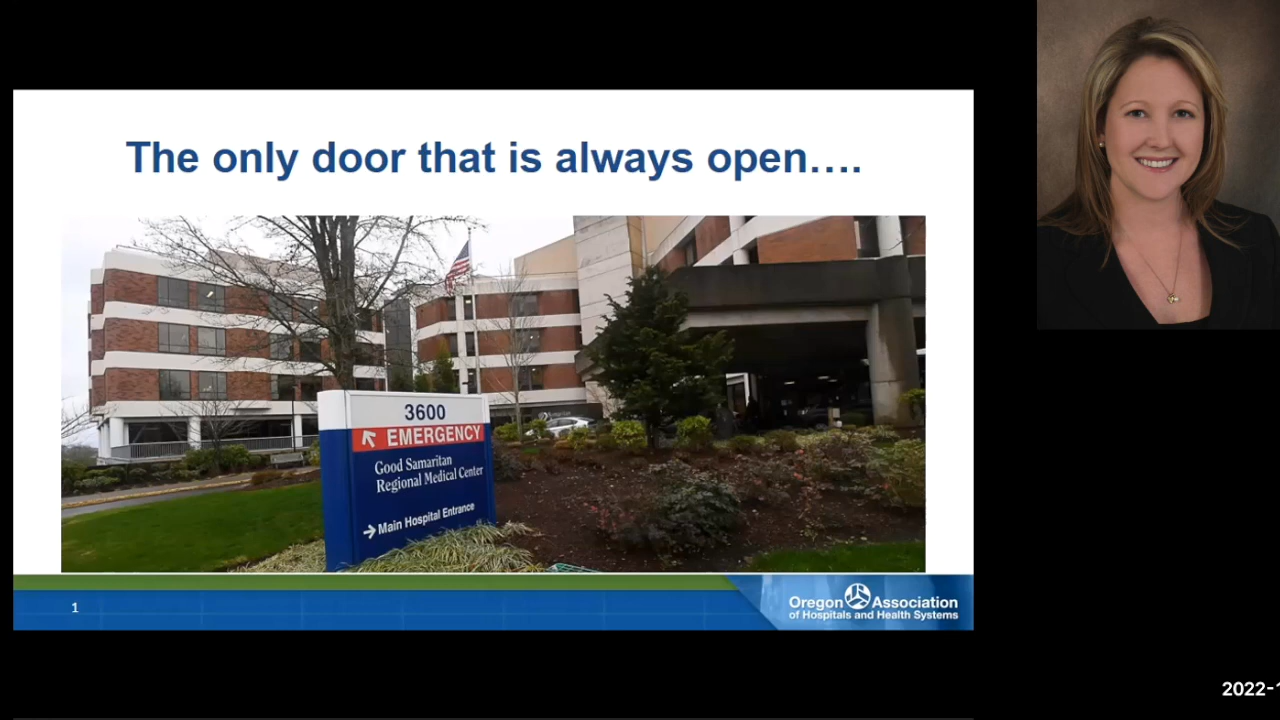 The only door that is always open….
3600
EMERGENCY
Good Samaritan
Regional Medical Center
Main Hospital Entrance
1
Oregon Association
of Hospitals and Health Systems
2022-